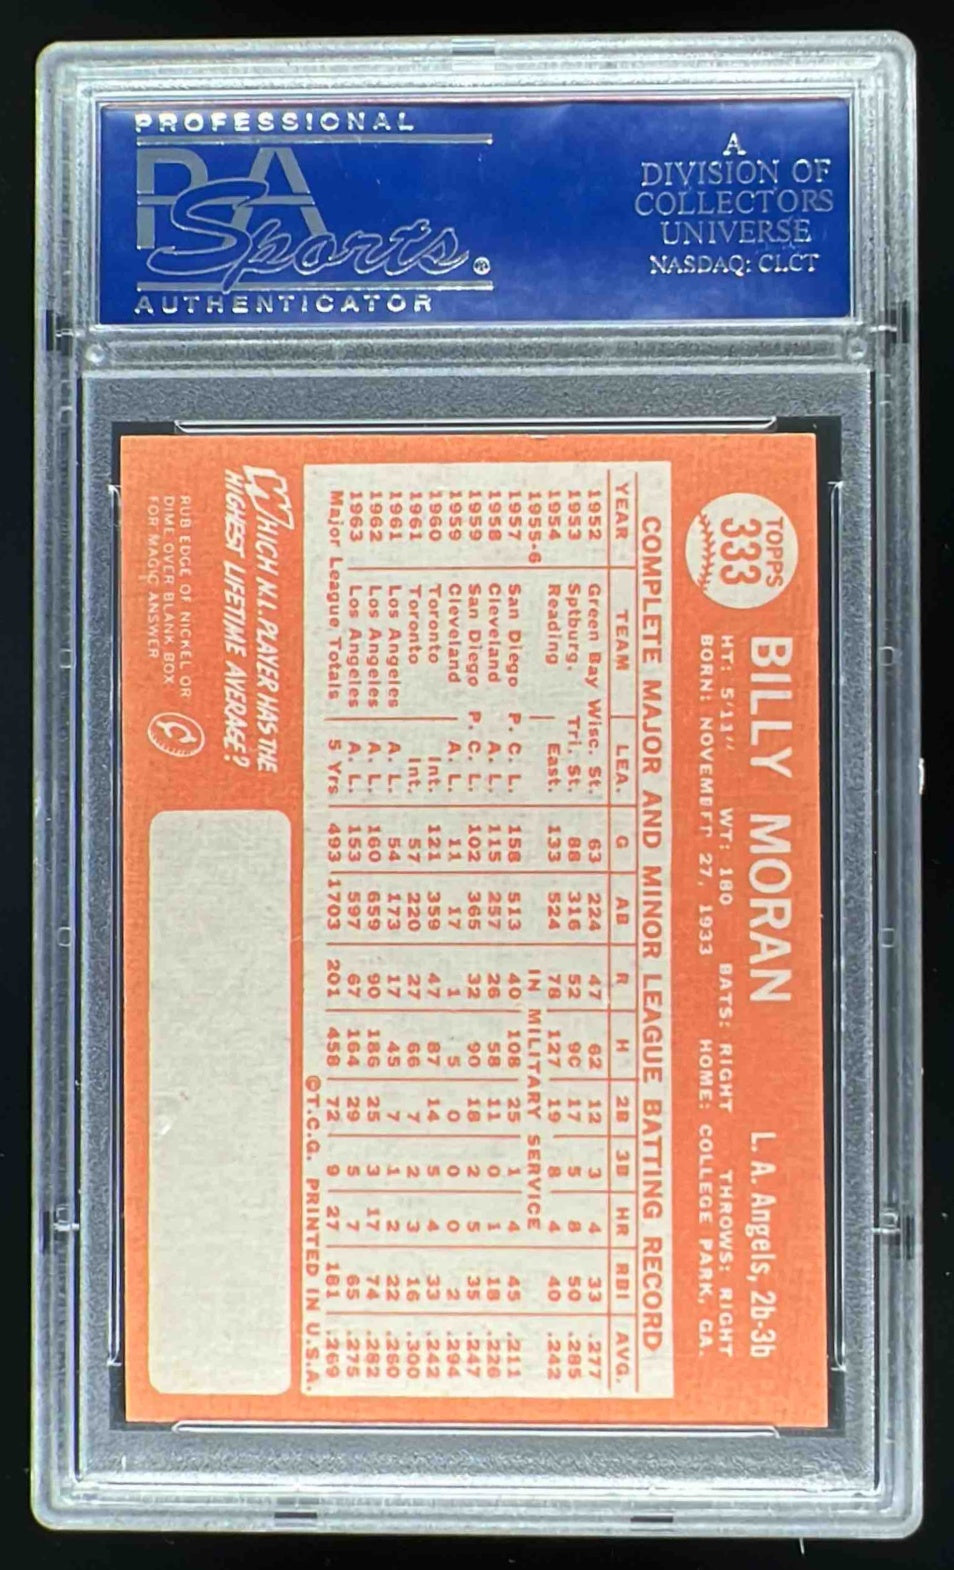 PROFESSIONAL
PA
Sports®
AUTHENTICATOR
A
DIVISION OF
COLLECTORS
UNIVERSE
NASDAQ: CLCT
TOPPS
333
BILLY MORAN L. A. Angels, 2b-3b
HT: 5'11" WT: 180 BATS: RIGHT THROWS: RIGHT
BORN: NOVEMBER 27, 1933 HOME: COLLEGE PARK, GA.
COMPLETE MAJOR AND MINOR LEAGUE BATTING RECORD
YEAR TEAM LEA. G AB R H 2B 3B HR RBI AVG.
1952 Green Bay Wisc. St. 63 224 47 62 12 3 4 33 .277
1953 Sptburg. Tri. St. 88 316 52 90 17 5 8 50 .285
1954 Reading East. 133 524 78 127 19 8 4 40 .242
1955-6 IN MILITARY SERVICE
1957 San Diego P. C. L. 158 513 40 108 25 1 4 45 .211
1958 Cleveland A. L. 115 257 26 58 11 0 1 18 .226
1959 San Diego P. C. L. 102 365 32 90 18 2 5 35 .247
1959 Cleveland A. L. 11 17 1 5 0 0 0 2 .294
1960 Toronto Int. 121 359 47 87 14 5 4 33 .242
1961 Toronto Int. 57 220 27 66 7 2 3 16 .300
1961 Los Angeles A. L. 54 173 17 45 7 1 2 22 .260
1962 Los Angeles A. L. 160 659 90 186 25 3 17 74 .282
1963 Los Angeles A. L. 153 597 67 164 29 5 7 65 .275
Major League Totals 5 Yrs 493 1703 201 458 72 9 27 181 .269
©T.C.G. PRINTED IN U.S.A.
WHICH N.L. PLAYER HAS THE
HIGHEST LIFETIME AVERAGE?
RUB EDGE OF NICKEL OR
DIME OVER BLANK BOX
FOR MAGIC ANSWER